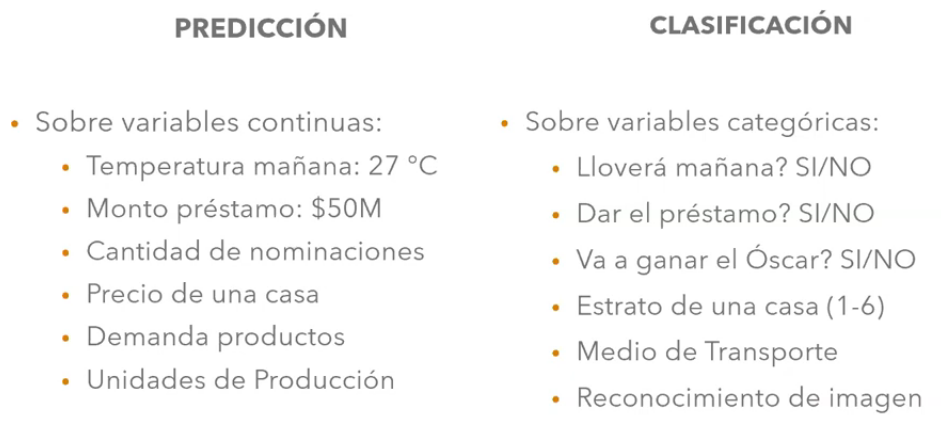 PREDICCIÓN
• Sobre variables continuas:
• Temperatura mañana: 27 °C
• Monto préstamo: $50M
• Cantidad de nominaciones
• Precio de una casa
• Demanda productos
• Unidades de Producción
CLASIFICACIÓN
• Sobre variables categóricas:
• Lloverá mañana? SI/NO
• Dar el préstamo? SI/NO
• Va a ganar el Óscar? SI/NO
• Estrato de una casa (1-6)
• Medio de Transporte
• Reconocimiento de imagen